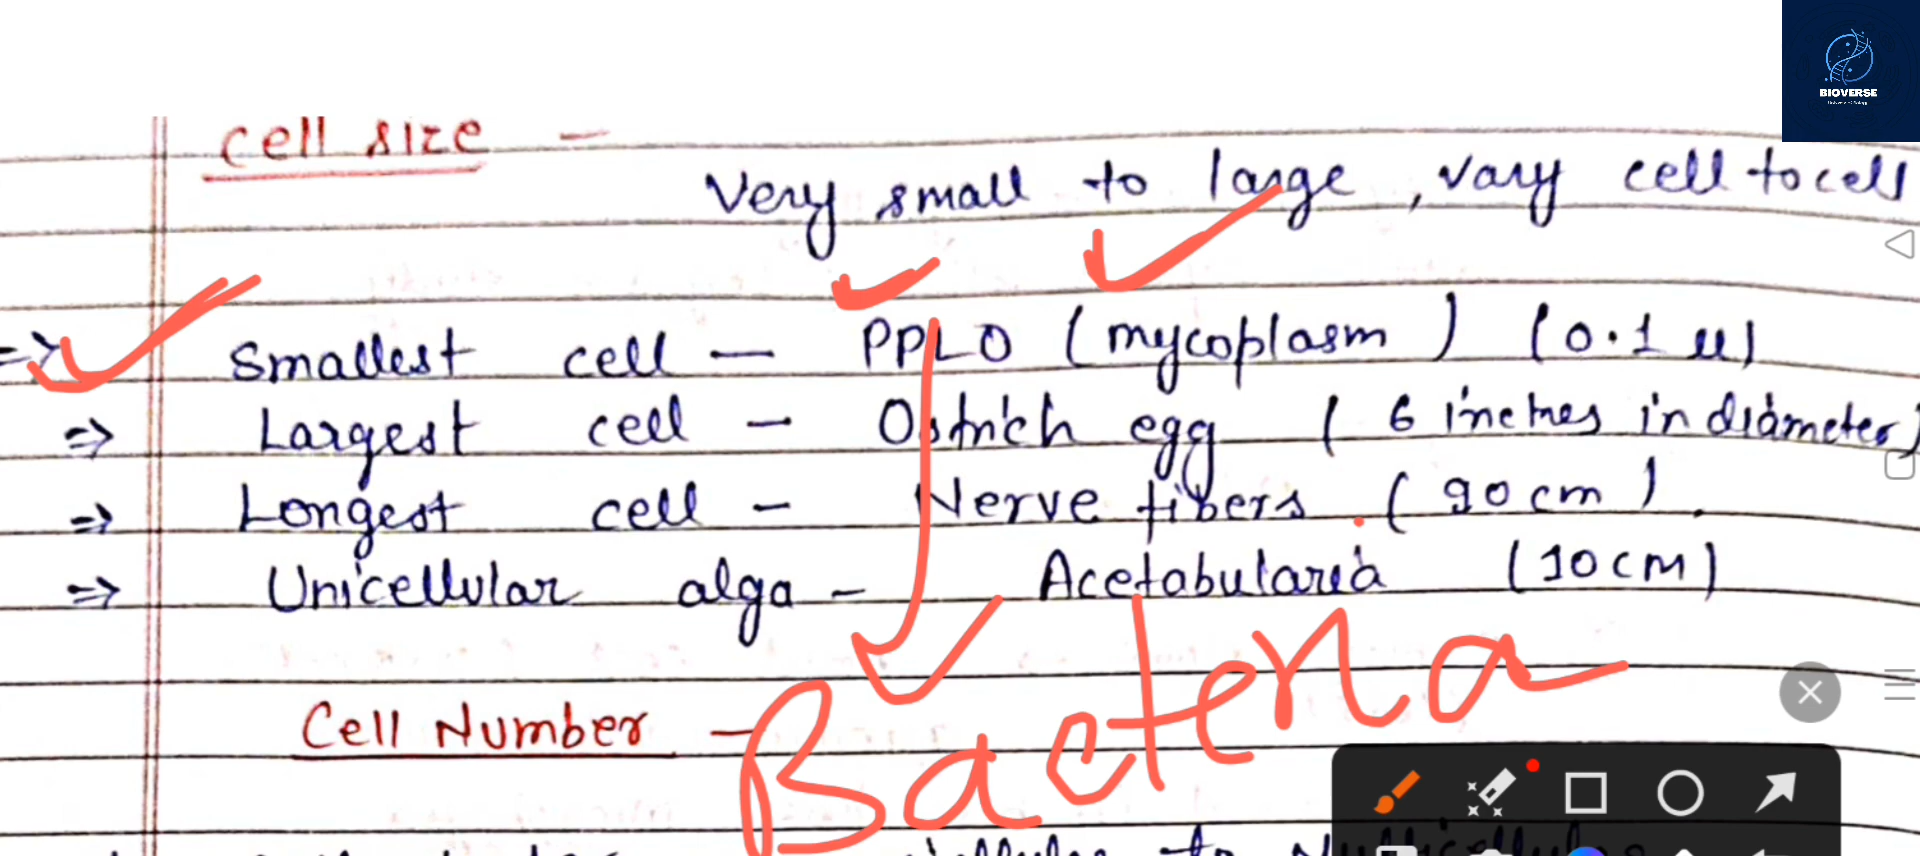 BIOVERSE
cell size –
Very small to large, vary cell to cell
=> Smallest cell – PPLO (mycoplasm) (0.1 u)
=> Largest cell – Ostrich egg (6 inches in diameter)
=> Longest cell – Nerve fibers. (90 cm).
=> Unicellular alga – Acetabularia (10 cm)
Bacteria
Cell Number –
to